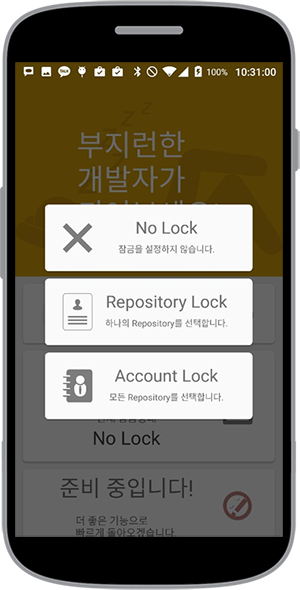 TALK 100% 10:31:00
부지런한
개발자가
No Lock
잠금을 설정하지 않습니다.
Repository Lock
하나의 Repository를 선택합니다.
Account Lock
모든 Repository를 선택합니다.
No Lock
준비 중입니다!
더 좋은 기능으로
빠르게 돌아오겠습니다